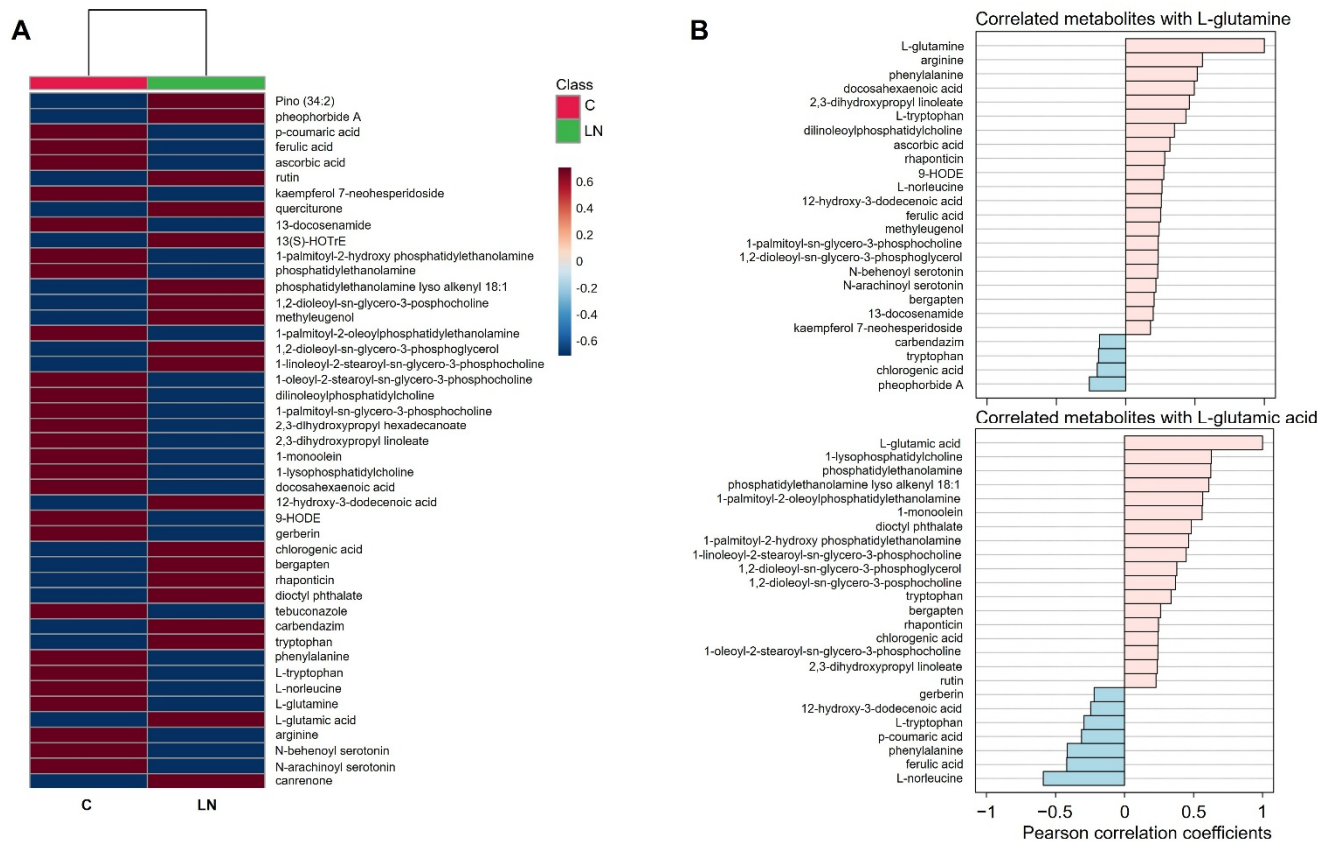 A
Class
C
LN
0.6
0.4
0.2
0
-0.2
-0.4
-0.6
Pino (34.2)
pheophorbide A
p-coumaric acid
ferulic acid
ascorbic acid
rutin
kaempferol 7-neohesperidoside
querciturone
13-docosenamide
13(S)-HOTrE
1-palmitoyl-2-hydroxy phosphatidylethanolamine
phosphatidylethanolamine
phosphatidylethanolamine lyso alkenyl 18:1
1,2-dioleoyl-sn-glycero-3-posphocholine
methyleugenol
1-palmitoyl-2-oleoylphosphatidylethanolamine
1,2-dioleoyl-sn-glycero-3-phosphoglycerol
1-linoleoyl-2-stearoyl-sn-glycero-3-phosphocholine
1-oleoyl-2-stearoyl-sn-glycero-3-phosphocholine
dilinoleoylphosphatidylcholine
1-palmitoyl-sn-glycero-3-phosphocholine
2,3-dlhydroxypropyl hexadecanoate
2,3-dihydroxypropyl linoleate
1-monoolein
1-lysophosphatidylcholine
docosahexaenoic acid
12-hydroxy-3-dodecenoic acid
9-HODE
gerberin
chlorogenic acid
bergapten
rhaponticin
dioctyl phthalate
tebuconazole
carbendazim
tryptophan
phenylalanine
L-tryptophan
L-norleucine
L-glutamine
L-glutamic acid
arginine
N-behenoyl serotonin
N-arachinoyl serotonin
canrenone
C
LN
B
Correlated metabolites with L-glutamine
L-glutamine
arginine
phenylalanine
docosahexaenoic acid
2,3-dihydroxypropyl linoleate
L-tryptophan
dilinoleoylphosphatidylcholine
ascorbic acid
rhaponticin
9-HODE
L-norleucine
12-hydroxy-3-dodecenoic acid
ferulic acid
methyleugenol
1-palmitoyl-sn-glycero-3-phosphocholine
1,2-dioleoyl-sn-glycero-3-phosphoglycerol
N-behenoyl serotonin
N-arachinoyl serotonin
bergapten
13-docosenamide
kaempferol 7-neohesperidoside
carbendazim
tryptophan
chlorogenic acid
pheophorbide A
Correlated metabolites with L-glutamic acid
L-glutamic acid
1-lysophosphatidylcholine
phosphatidylethanolamine
phosphatidylethanolamine lyso alkenyl 18:1
1-palmitoyl-2-oleoylphosphatidylethanolamine
1-monoolein
dioctyl phthalate
1-palmitoyl-2-hydroxy phosphatidylethanolamine
1-linoleoyl-2-stearoyl-sn-glycero-3-phosphocholine
1,2-dioleoyl-sn-glycero-3-phosphoglycerol
1,2-dioleoyl-sn-glycero-3-posphocholine
tryptophan
bergapten
rhaponticin
chlorogenic acid
1-oleoyl-2-stearoyl-sn-glycero-3-phosphocholine
2,3-dihydroxypropyl linoleate
rutin
gerberin
12-hydroxy-3-dodecenoic acid
L-tryptophan
p-coumaric acid
phenylalanine
ferulic acid
L-norleucine
−1 −0.5 0 0.5 1
Pearson correlation coefficients